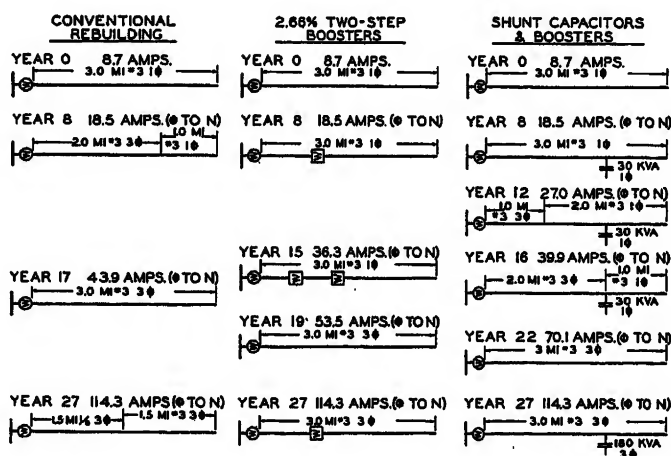 CONVENTIONAL
REBUILDING
YEAR 0 8.7 AMPS.
3.0 MI #3 1ϕ
W
YEAR 8 18.5 AMPS. (ϕ TO N)
2.0 MI #3 3ϕ
1.0 MI
#3 1ϕ
W
YEAR 17 43.9 AMPS. (ϕ TO N)
3.0 MI #3 3ϕ
W
YEAR 27 114.3 AMPS (ϕ TO N)
3ϕ
1.5 MI #3 3ϕ
W
2.66% TWO-STEP
BOOSTERS
YEAR 0 8.7 AMPS.
3.0 MI #3 1ϕ
W
YEAR 8 18.5 AMPS. (ϕ TO N)
3.0 MI #3 1ϕ
W W
YEAR 15 36.3 AMPS. (ϕ TO N)
3.0 MI #3 1ϕ
W W W
YEAR 19 53.5 AMPS. (ϕ TO N)
3.0 MI #3 3ϕ
W
YEAR 27 114.3 AMPS. (ϕ TO N)
3.0 MI #3 3ϕ
W W
SHUNT CAPACITORS
& BOOSTERS
YEAR 0 8.7 AMPS.
3.0 MI #3 1ϕ
W
YEAR 8 18.5 AMPS. (ϕ TO N)
3.0 MI #3 1ϕ
W
30 KVA
1ϕ
YEAR 12 27.0 AMPS. (ϕ TO N)
1.0 MI
#3 3ϕ
2.0 MI #3 1ϕ
W
30 KVA
1ϕ
YEAR 16 39.9 AMPS. (ϕ TO N)
2.0 MI #3 3ϕ
1.0 MI
#3 1ϕ
W
30 KVA
1ϕ
YEAR 22 70.1 AMPS. (ϕ TO N)
3 MI #3 3ϕ
W
YEAR 27 114.3 AMPS. (ϕ TO N)
3.0 MI #3 3ϕ
W
180 KVA
3ϕ